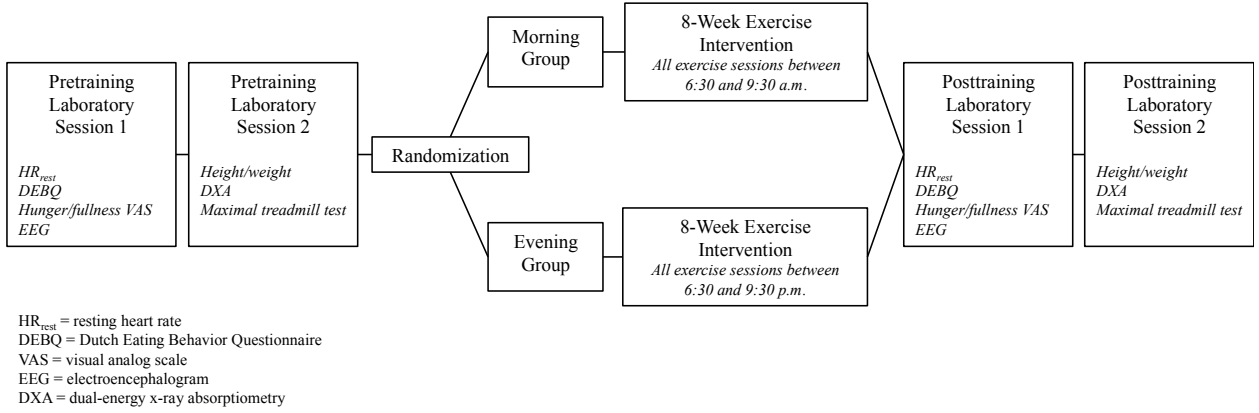 Pretraining
Laboratory
Session 1
HRrest
DEBQ
Hunger/fullness VAS
EEG
Pretraining
Laboratory
Session 2
Height/weight
DXA
Maximal treadmill test
Randomization
Morning
Group
8-Week Exercise
Intervention
All exercise sessions between
6:30 and 9:30 a.m.
Evening
Group
8-Week Exercise
Intervention
All exercise sessions between
6:30 and 9:30 p.m.
Posttraining
Laboratory
Session 1
HRrest
DEBQ
Hunger/fullness VAS
EEG
Posttraining
Laboratory
Session 2
Height/weight
DXA
Maximal treadmill test
HRrest = resting heart rate
DEBQ = Dutch Eating Behavior Questionnaire
VAS = visual analog scale
EEG = electroencephalogram
DXA = dual-energy x-ray absorptiometry